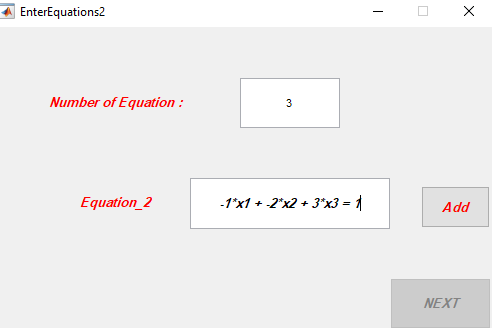 EnterEquations2
Number of Equation :
3
Equation_2
-1*x1 + -2*x2 + 3*x3 = 1
Add
NEXT